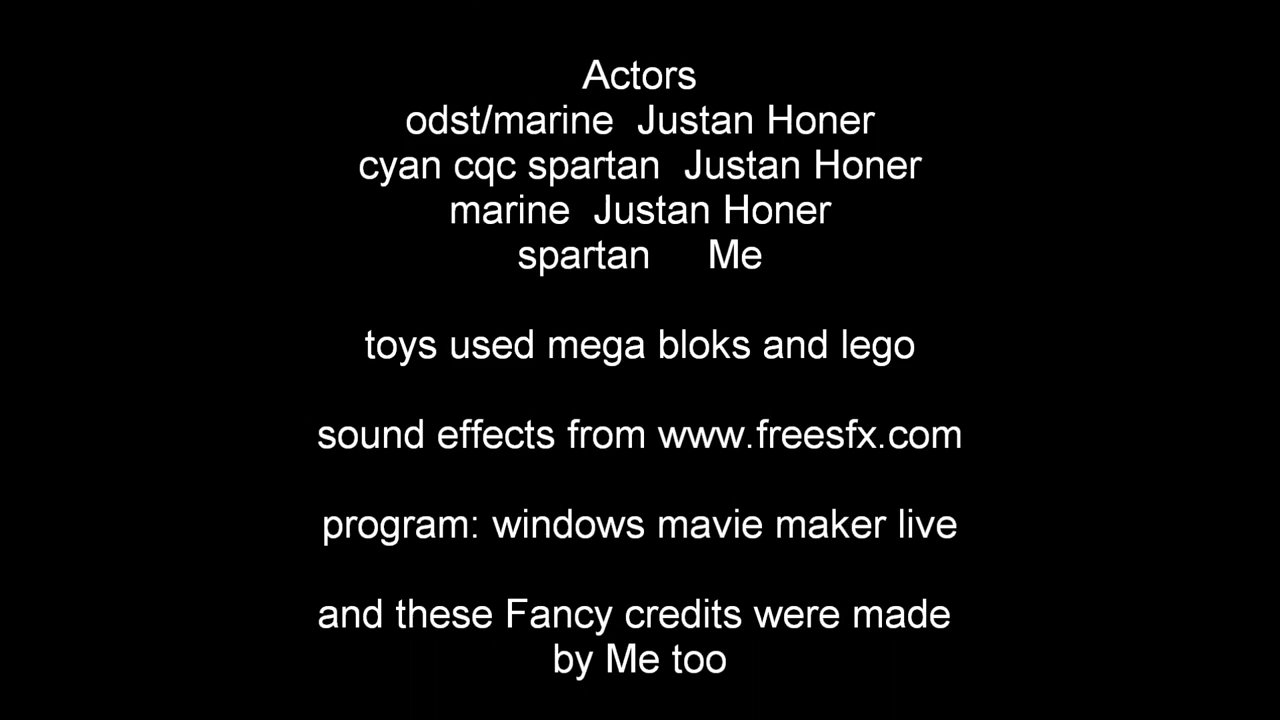 Actors
odst/marine  Justan Honer
cyan cqc spartan  Justan Honer
marine  Justan Honer
spartan     Me
toys used mega bloks and lego
sound effects from www.freesfx.com
program: windows mavie maker live
and these Fancy credits were made
by Me too